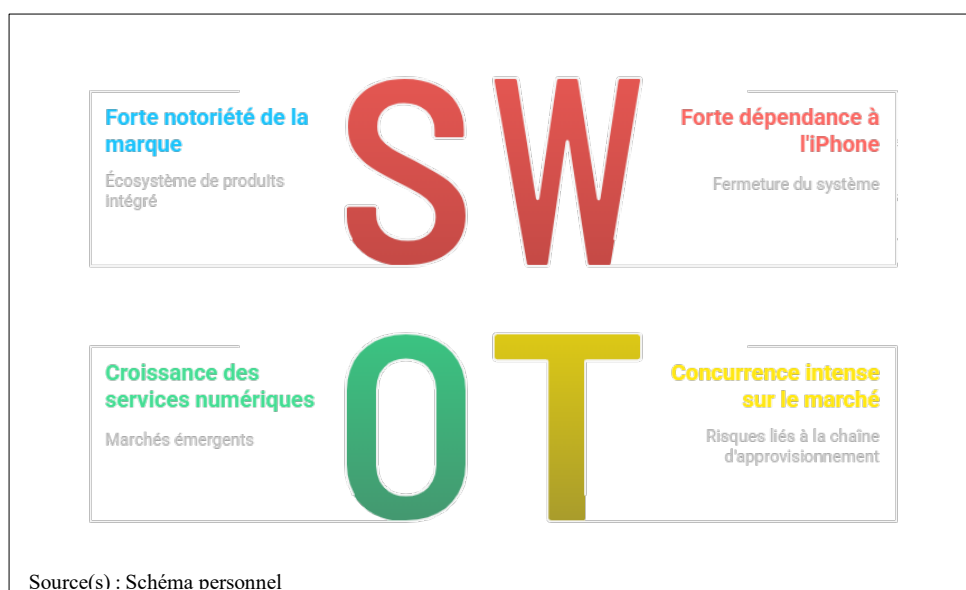 Forte notoriété de la
marque
Écosystème de produits
intégré
S
W
Forte dépendance à
l'iPhone
Fermeture du système
Croissance des
services numériques
Marchés émergents
O
T
Concurrence intense
sur le marché
Risques liés à la chaîne
d'approvisionnement
Source(s) : Schéma personnel